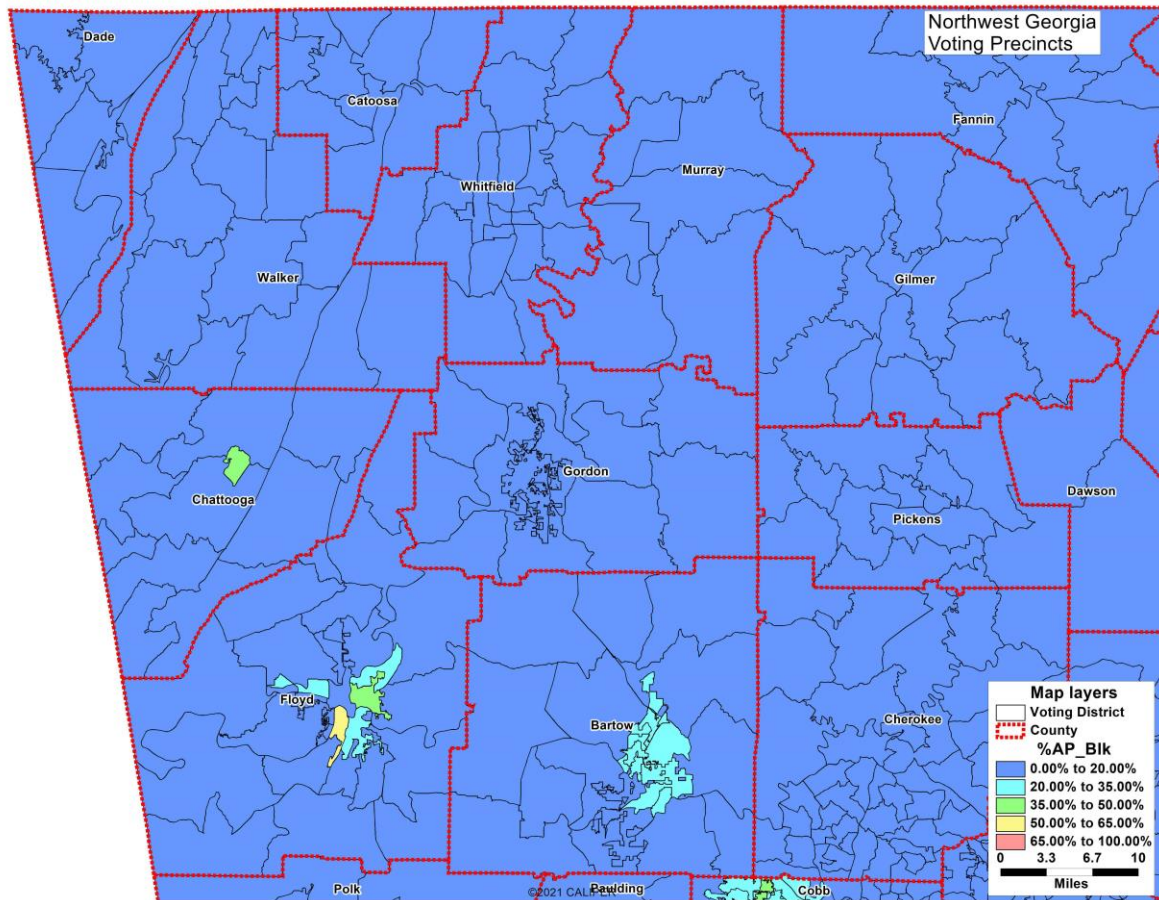 Northwest Georgia
Voting Precincts
Dade
Catoosa
Fannin
Murray
Whitfield
Walker
Gilmer
Gordon
Chattooga
Dawson
Pickens
Floyd
Bartow
Cherokee
Map layers
Voting District
County
%AP_Blk
0.00% to 20.00%
20.00% to 35.00%
35.00% to 50.00%
50.00% to 65.00%
65.00% to 100.00%
0 3.3 6.7 10
Miles
Polk
©2021 CALIPER
Paulding
Cobb